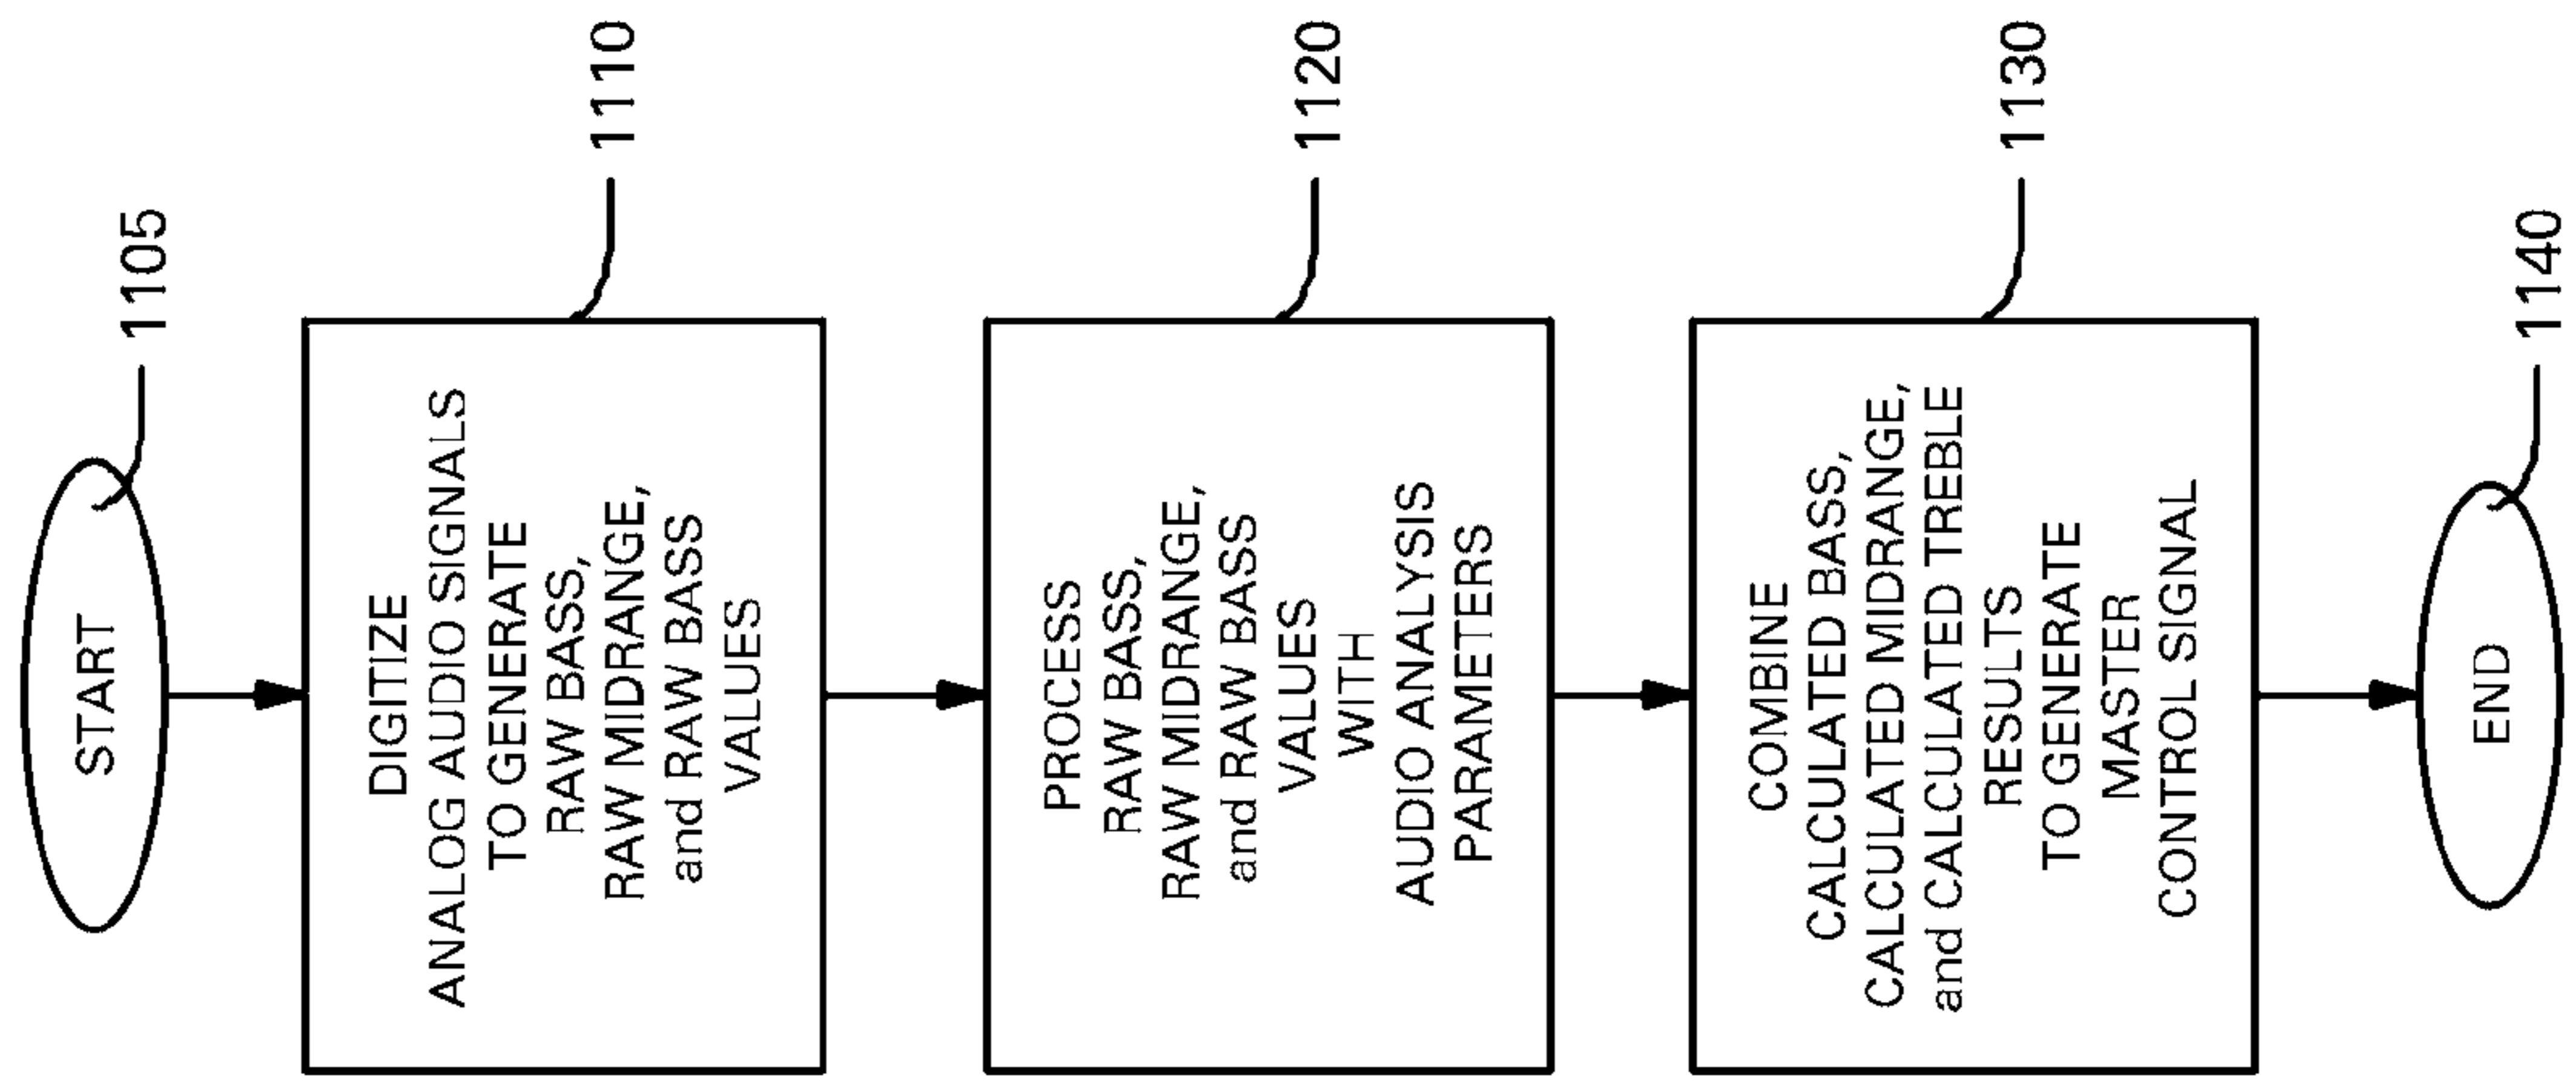 START
1105
DIGITIZE
ANALOG AUDIO SIGNALS
TO GENERATE
RAW BASS,
RAW MIDRANGE,
and RAW BASS
VALUES
1110
PROCESS
RAW BASS,
RAW MIDRANGE,
and RAW BASS
VALUES
WITH
AUDIO ANALYSIS
PARAMETERS
1120
COMBINE
CALCULATED BASS,
CALCULATED MIDRANGE,
and CALCULATED TREBLE
RESULTS
TO GENERATE
MASTER
CONTROL SIGNAL
1130
END
1140